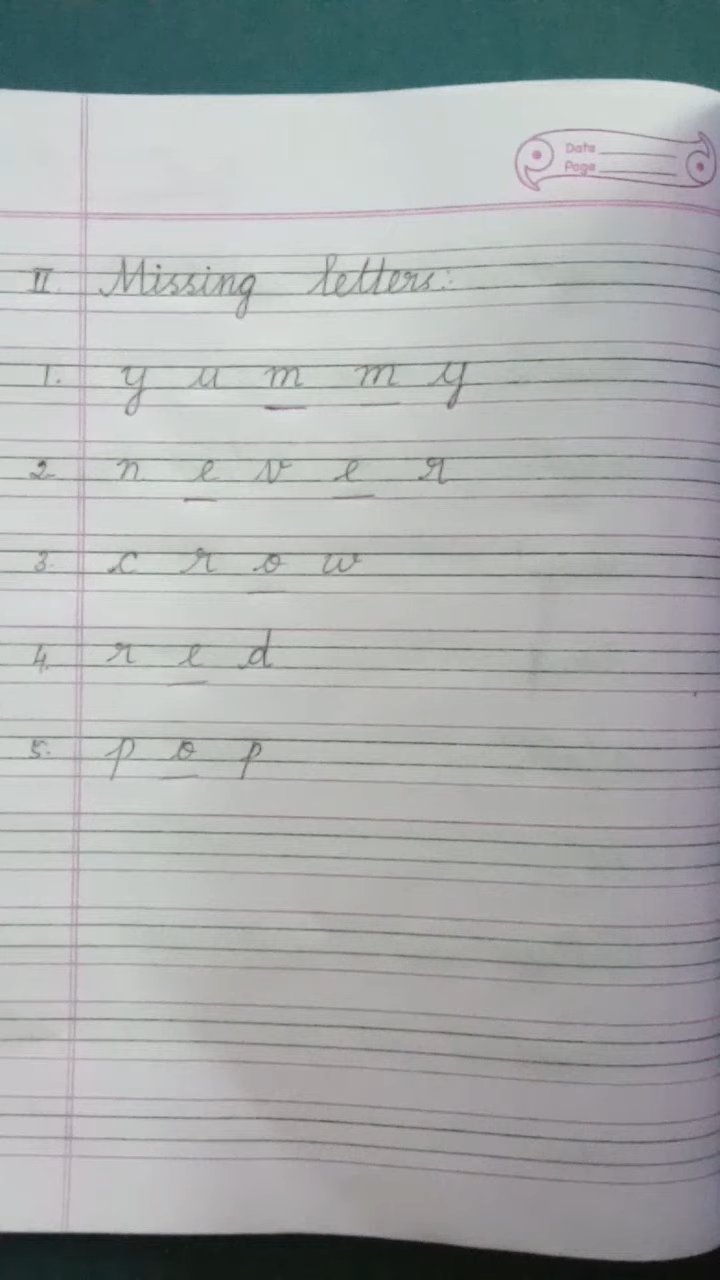 Date
Page
II Missing letters:
1. y u m m y
2. n e v e r
3. c r o w
4. r e d
5. p o p